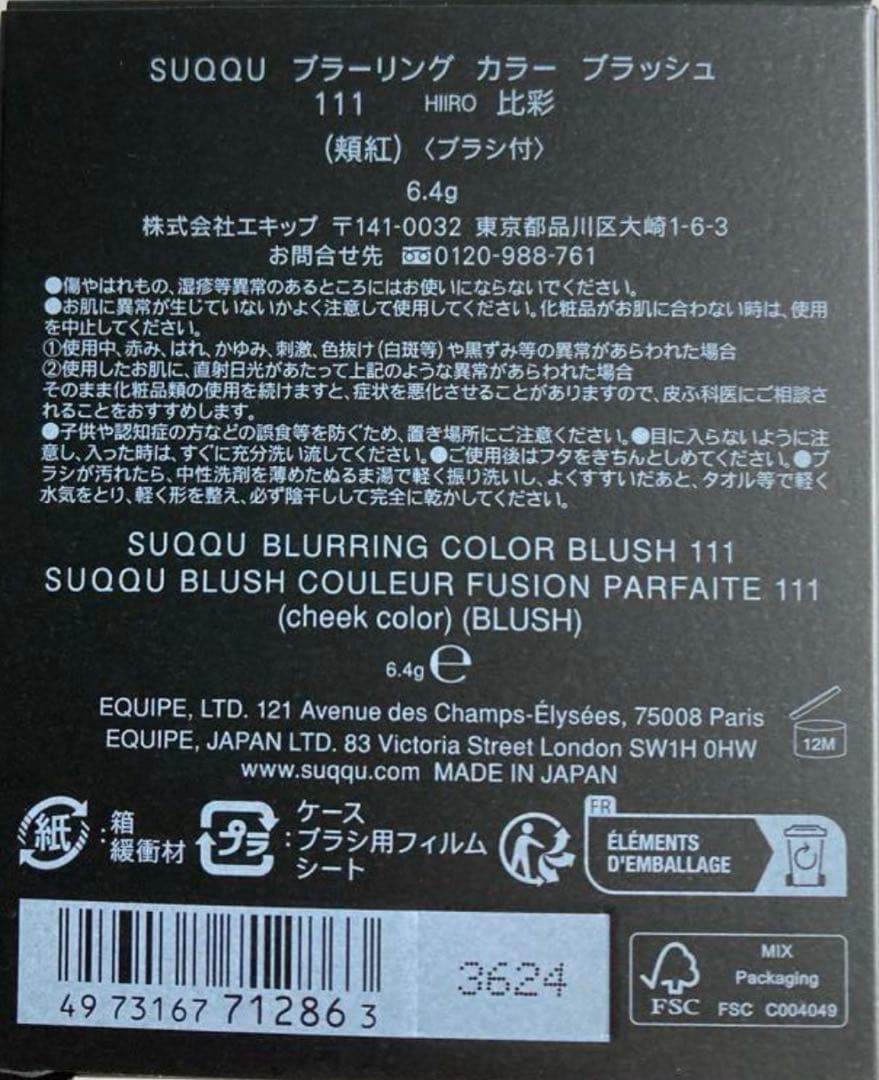 SUQQU ブラーリング カラー ブラッシュ
111 HIIRO 比彩
(頬紅)〈ブラシ付〉
6.4g
株式会社エキップ 〒141-0032 東京都品川区大崎1-6-3
お問合せ先 0120-988-761
●傷やはれもの、湿疹等異常のあるところにはお使いにならないでください。
●お肌に異常が生じていないかよく注意して使用してください。化粧品がお肌に合わない時は、使用
を中止してください。
①使用中、赤み、はれ、かゆみ、刺激、色抜け(白斑等)や黒ずみ等の異常があらわれた場合
②使用したお肌に、直射日光があたって上記のような異常があらわれた場合
そのまま化粧品類の使用を続けますと、症状を悪化させることがありますので、皮ふ科医にご相談さ
れることをおすすめします。
●子供や認知症の方などの誤食等を防ぐため、置き場所にご注意ください。●目に入らないように注
意し、入った時は、すぐに充分洗い流してください。●ご使用後はフタをきちんとしめてください。●ブ
ラシが汚れたら、中性洗剤を薄めたぬるま湯で軽く振り洗いし、よくすすいだあと、タオル等で軽く
水気をとり、軽く形を整え、必ず陰干しして完全に乾かしてください。
SUQQU BLURRING COLOR BLUSH 111
SUQQU BLUSH COULEUR FUSION PARFAITE 111
(cheek color) (BLUSH)
6.4g ℮
EQUIPE, LTD. 121 Avenue des Champs-Élysées, 75008 Paris
EQUIPE, JAPAN LTD. 83 Victoria Street London SW1H 0HW
www.suqqu.com MADE IN JAPAN
12M
紙:箱
緩衝材
プラ:ケース
ブラシ用フィルム
シート
FR
ÉLÉMENTS
D'EMBALLAGE
49 73167 71286 3
3624
FSC
MIX
Packaging
FSC C004049